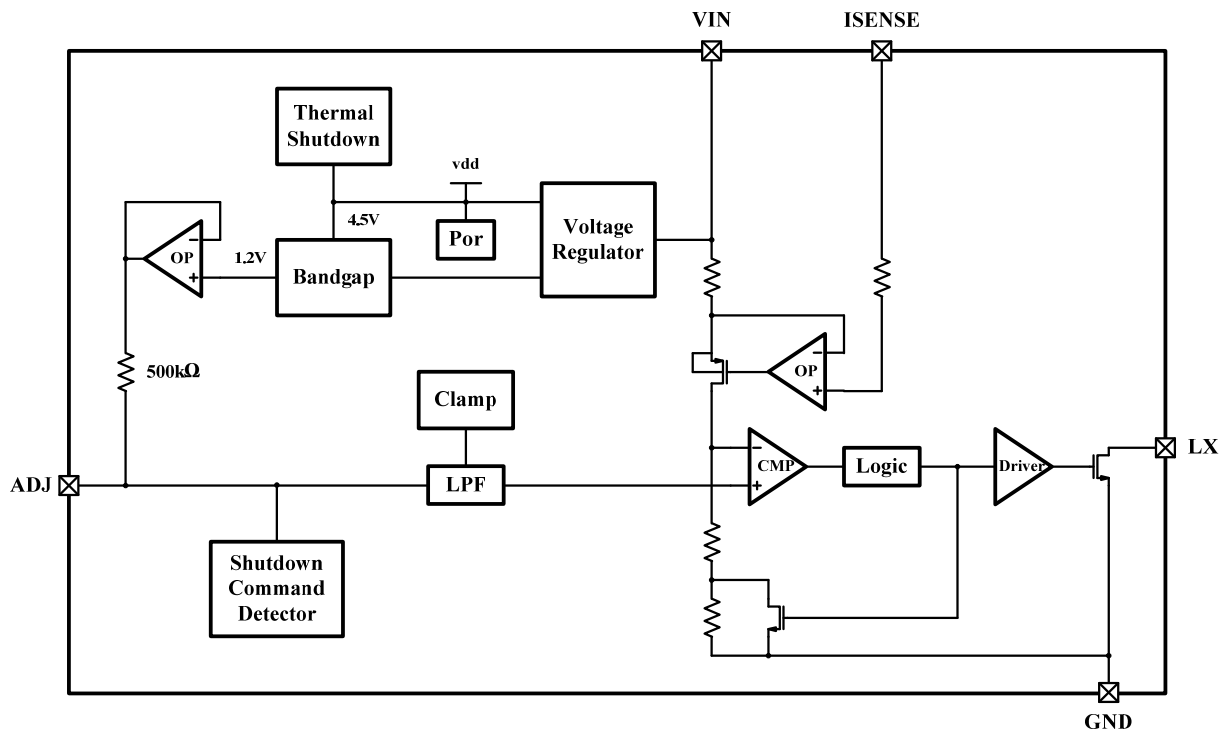 VIN
ISENSE
Thermal
Shutdown
vdd
4.5V
Por
Voltage
Regulator
OP
−
+
1.2V
Bandgap
500kΩ
Clamp
OP
−
+
ADJ
LPF
CMP
−
+
Logic
Driver
LX
Shutdown
Command
Detector
GND